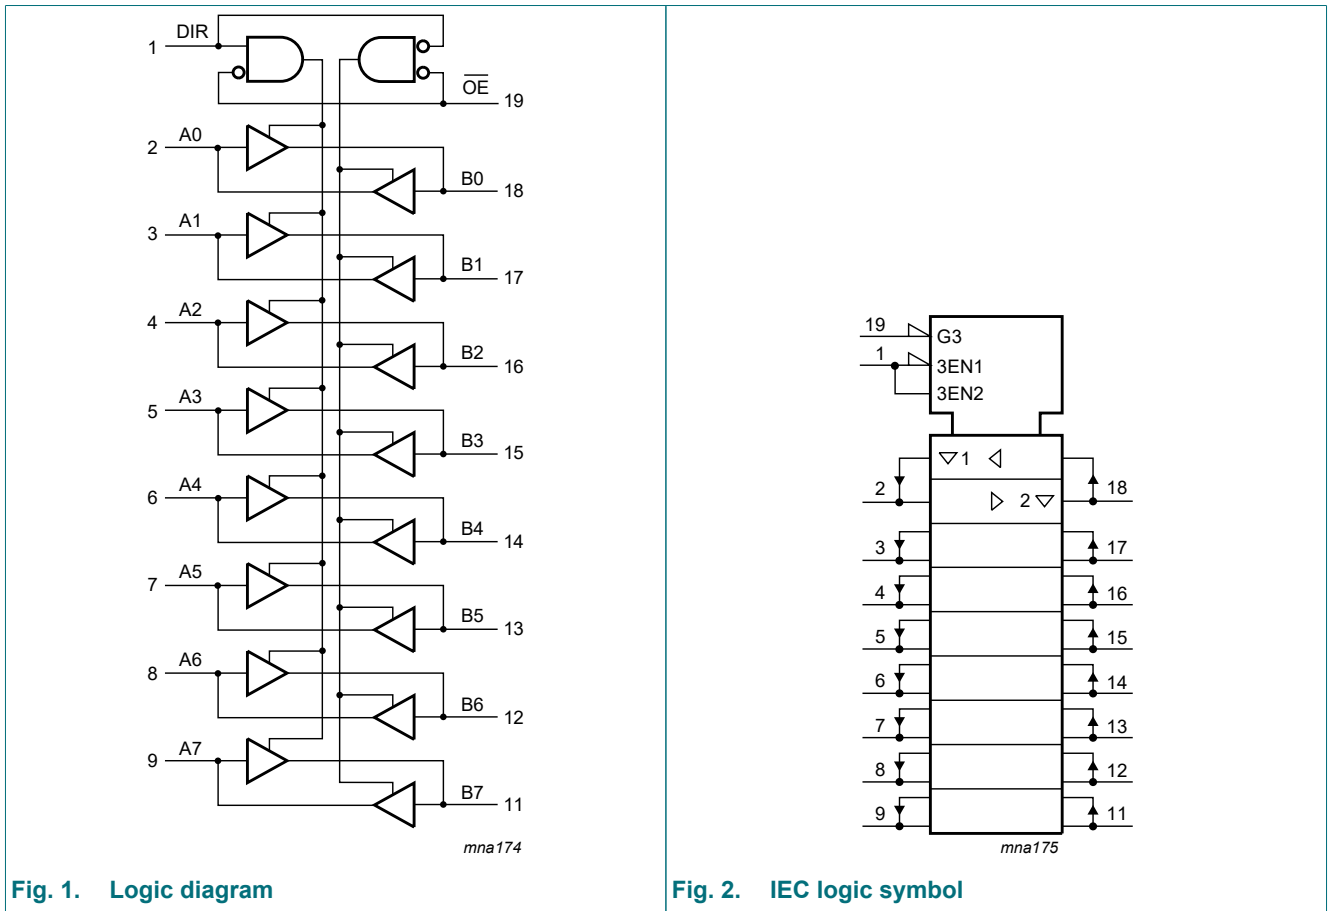 DIR
1
OE
19
A0
2
B0
18
A1
3
B1
17
A2
4
B2
16
A3
5
B3
15
A4
6
B4
14
A5
7
B5
13
A6
8
B6
12
A7
9
B7
11
mna174
Fig. 1. Logic diagram
19
G3
1
3EN1
3EN2
1
2
18
2
3
17
4
16
5
15
6
14
7
13
8
12
9
11
mna175
Fig. 2. IEC logic symbol